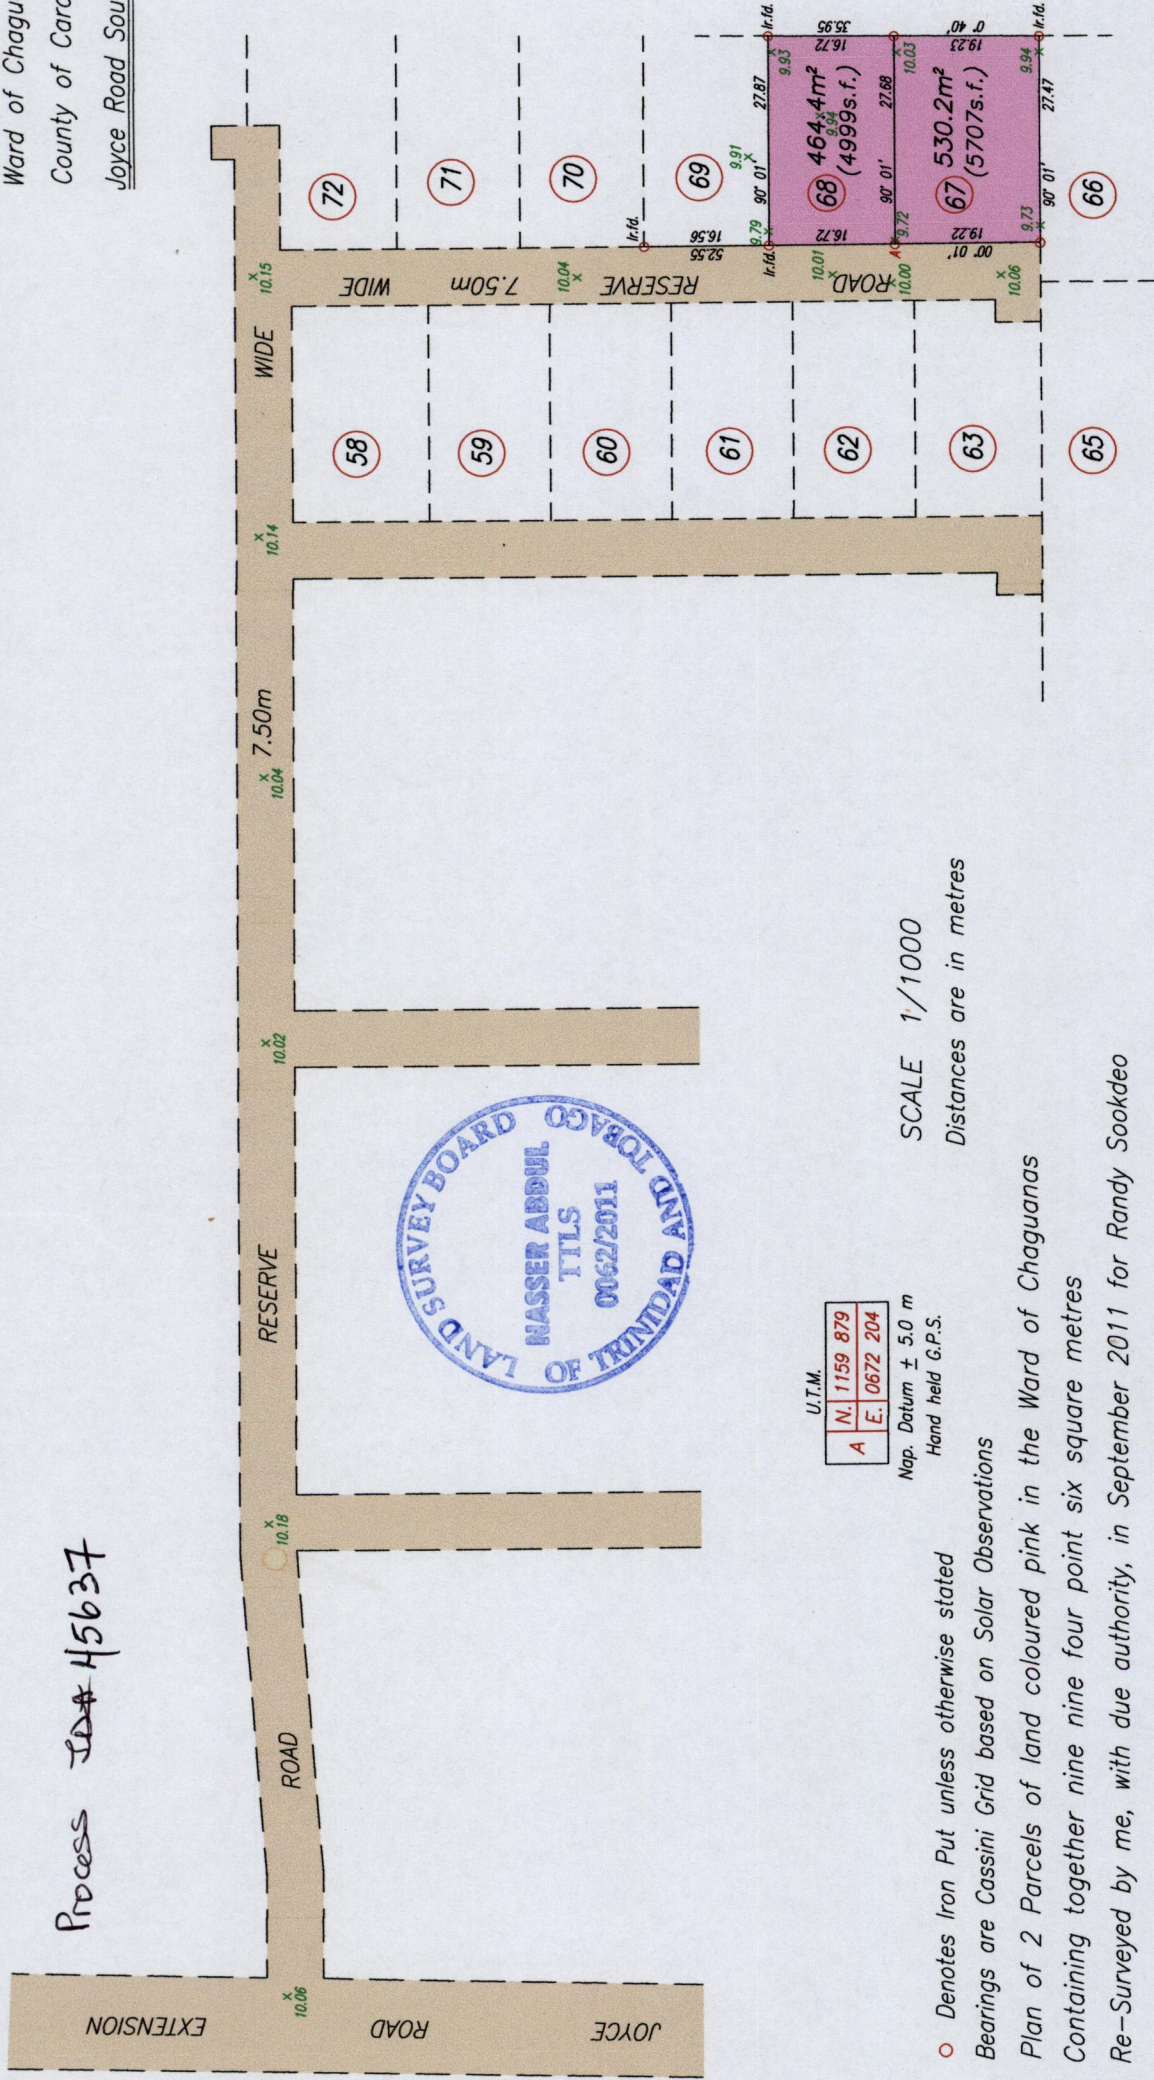 Ward of Chagu
County of Caro
Joyce Road Sou
Process ID# 45637
JOYCE ROAD EXTENSION
ROAD RESERVE 7.50m WIDE
ROAD RESERVE 7.50m WIDE
10.06
10.18
10.02
10.04
10.14
10.15
10.04
10.01
10.00
10.06
72
71
70
69
68 464.4m²
(4999s.f.)
67 530.2m²
(5707s.f.)
66
58
59
60
61
62
63
65
Ir.fd.
16.56
52.55
9.79
Ir.fd.
90° 01'
27.87
9.91
Ir.fd.
9.93
16.72
35.95
16.72
9.94
90° 01'
27.68
9.72
A
10.03
19.22
00° 01'
19.23
0° 40'
9.73
90° 01'
27.47
9.94
Ir.fd.
LAND SURVEY BOARD
NASSER ABDUL
TTLS
0062/2011
OF TRINIDAD AND TOBAGO
U.T.M.
A N. 1159 879
E. 0672 204
Nap. Datum ± 5.0 m
Hand held G.P.S.
SCALE 1/1000
Distances are in metres
Denotes Iron Put unless otherwise stated
Bearings are Cassini Grid based on Solar Observations
Plan of 2 Parcels of land coloured pink in the Ward of Chaguanas
Containing together nine nine four point six square metres
Re-Surveyed by me, with due authority, in September 2011 for Randy Sookdeo